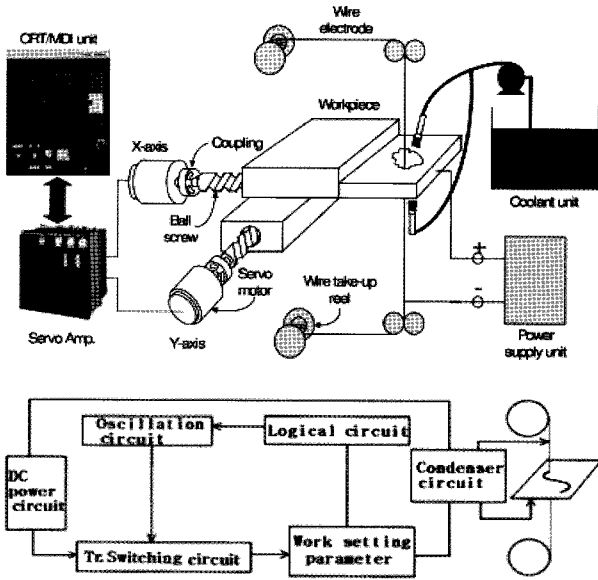 Wire
electrode
CRT/MDI unit
Workpiece
X-axis
Coupling
Ball
screw
Coolant unit
+
Servo
motor
Wire take-up
reel
-
Servo Amp.
Y-axis
Power
supply unit
Oscillation
circuit
Logical circuit
DC
power
circuit
Condenser
circuit
Tr. Switching circuit
Work setting
parameter